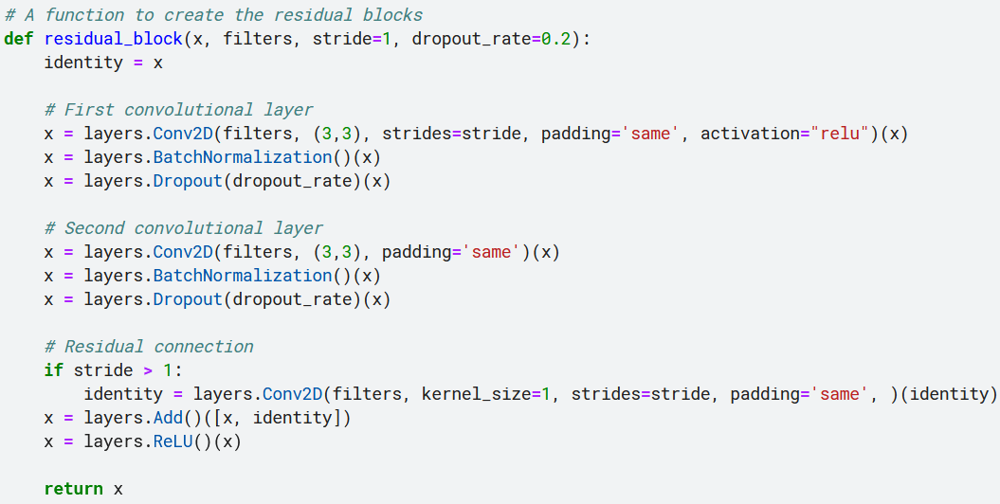 # A function to create the residual blocks
def residual_block(x, filters, stride=1, dropout_rate=0.2):
    identity = x

    # First convolutional layer
    x = layers.Conv2D(filters, (3,3), strides=stride, padding='same', activation="relu")(x)
    x = layers.BatchNormalization()(x)
    x = layers.Dropout(dropout_rate)(x)

    # Second convolutional layer
    x = layers.Conv2D(filters, (3,3), padding='same')(x)
    x = layers.BatchNormalization()(x)
    x = layers.Dropout(dropout_rate)(x)

    # Residual connection
    if stride > 1:
        identity = layers.Conv2D(filters, kernel_size=1, strides=stride, padding='same', )(identity)
    x = layers.Add()([x, identity])
    x = layers.ReLU()(x)

    return x